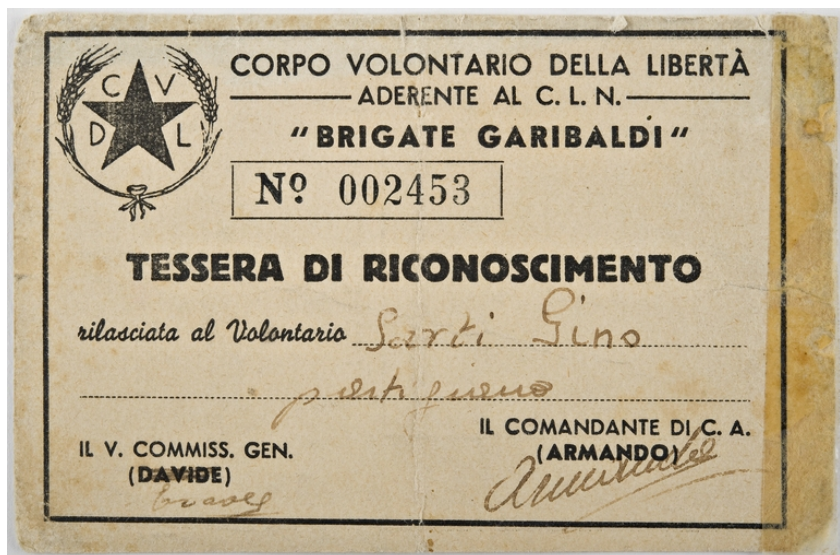 C V
D L
CORPO VOLONTARIO DELLA LIBERTÀ
ADERENTE AL C. L. N.
"BRIGATE GARIBALDI"
Nº 002453
TESSERA DI RICONOSCIMENTO
rilasciata al Volontario Sarti Gino
partigiano
IL V. COMMISS. GEN.
(DAVIDE)
IL COMANDANTE DI C. A.
(ARMANDO)
Armando